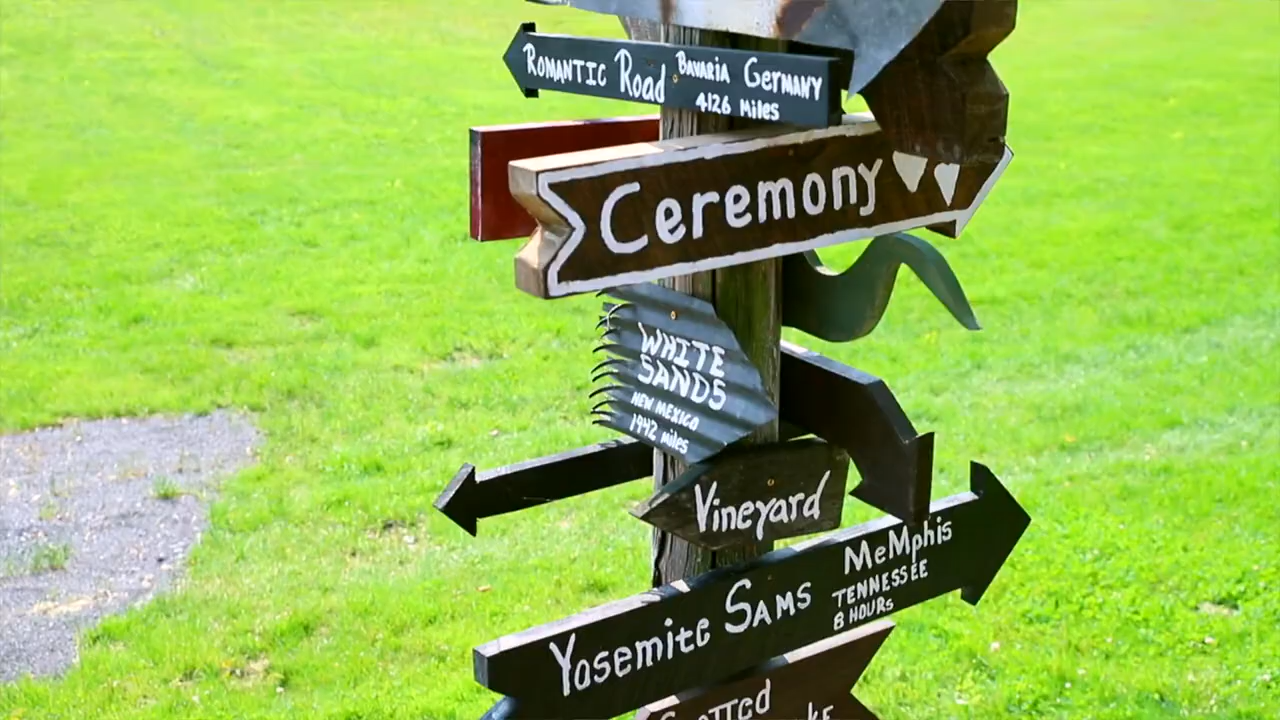 ROMANTIC Road
BAVARIA GERMANY
4126 Miles
Ceremony
WHITE
SANDS
NEW MEXICO
1942 miles
Vineyard
Yosemite SAMS
MeMphis
TENNESSEE
8 HOURS